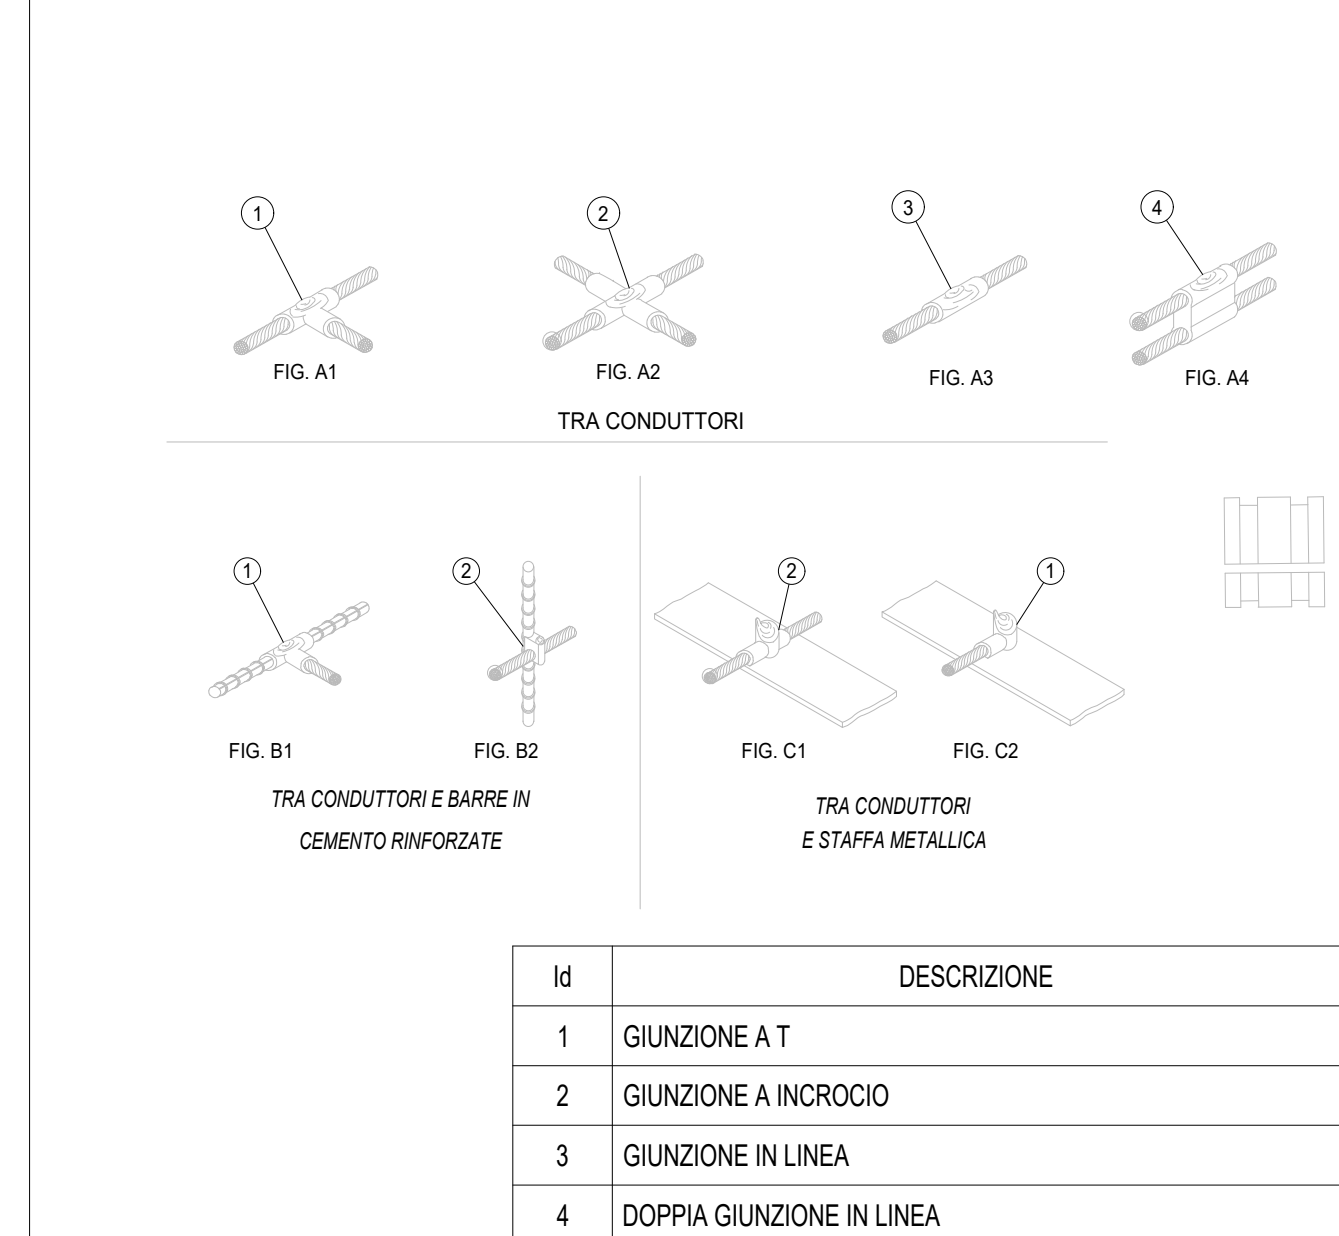 1 2 3 4
FIG. A1 FIG. A2 FIG. A3 FIG. A4
TRA CONDUTTORI
1 2 2 1
FIG. B1 FIG. B2 FIG. C1 FIG. C2
TRA CONDUTTORI E BARRE IN
CEMENTO RINFORZATE
TRA CONDUTTORI
E STAFFA METALLICA
Id DESCRIZIONE
1 GIUNZIONE A T
2 GIUNZIONE A INCROCIO
3 GIUNZIONE IN LINEA
4 DOPPIA GIUNZIONE IN LINEA